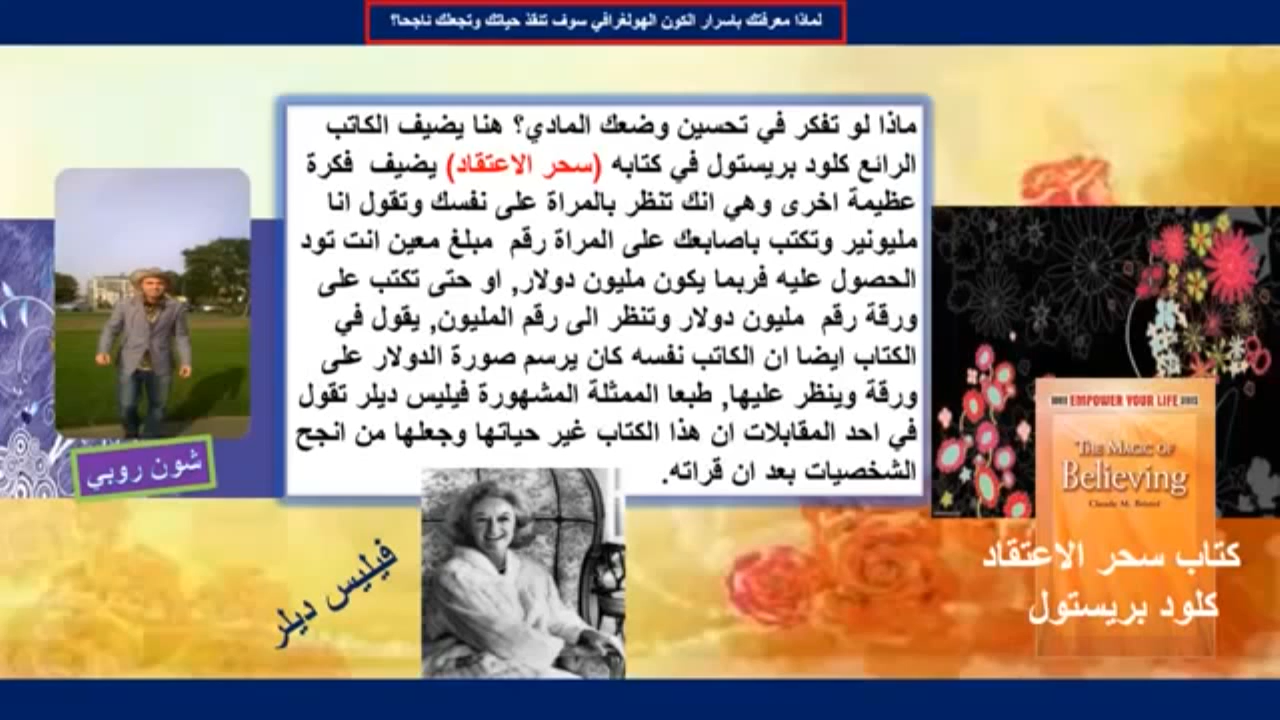 لماذا معرفتك باسرار الكون الهولغرافي سوف تنقذ حياتك وتجعلك ناجحا؟
ماذا لو تفكر في تحسين وضعك المادي؟ هنا يضيف الكاتب
الرائع كلود بريستول في كتابه (سحر الاعتقاد) يضيف فكرة
عظيمة اخرى وهي انك تنظر بالمراة على نفسك وتقول انا
مليونير وتكتب باصابعك على المراة رقم مبلغ معين انت تود
الحصول عليه فربما يكون مليون دولار, او حتى تكتب على
ورقة رقم مليون دولار وتنظر الى رقم المليون, يقول في
الكتاب ايضا ان الكاتب نفسه كان يرسم صورة الدولار على
ورقة وينظر عليها, طبعا الممثلة المشهورة فيليس ديلر تقول
في احد المقابلات ان هذا الكتاب غير حياتها وجعلها من انجح
الشخصيات بعد ان قراته.
شون روبي
فيليس ديلر
EMPOWER YOUR LIFE
THE MAGIC OF
Believing
Claude M. Bristol
كتاب سحر الاعتقاد
كلود بريستول